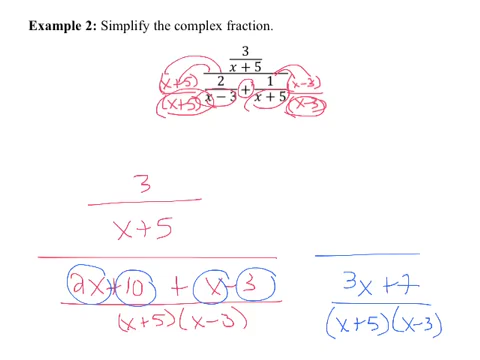 Example 2: Simplify the complex fraction.
3
x + 5
(x+5) 2 1 (x-3)
(x+5) x − 3 + x + 5 (x-3)
3
x+5
2x+10 + x-3 3x+7
(x+5)(x-3) (x+5)(x-3)